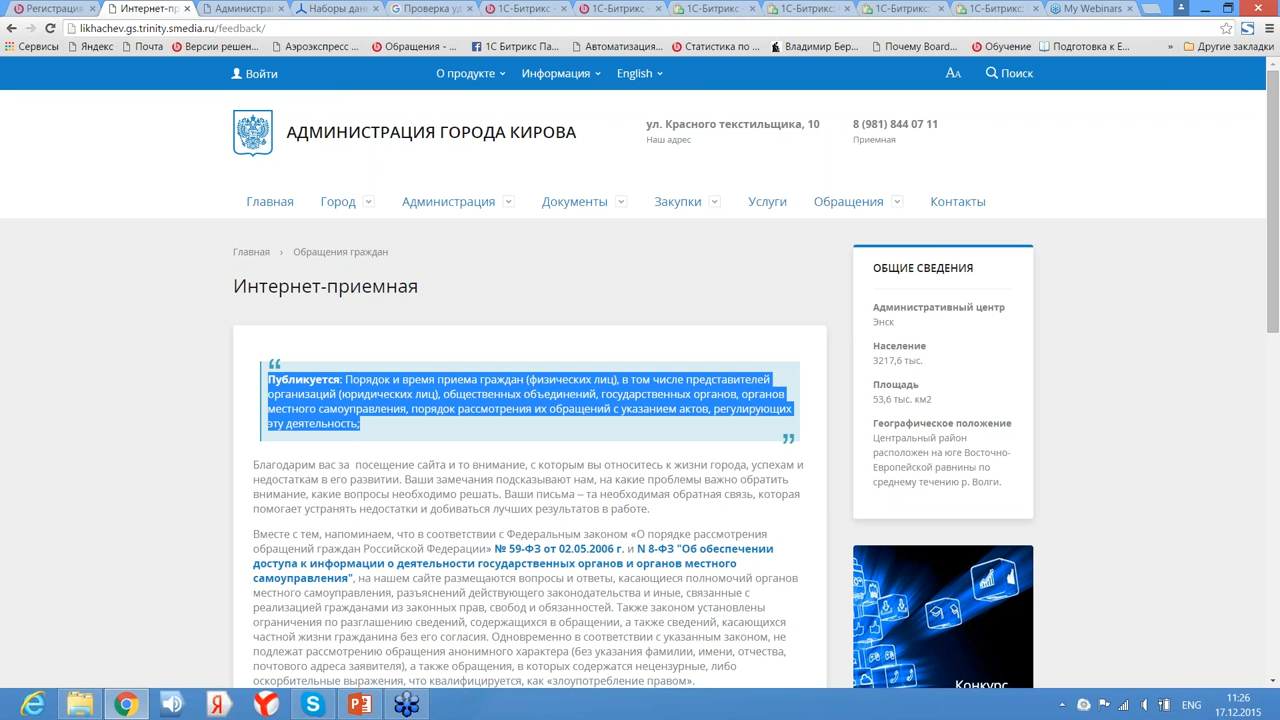 Регистрация
Интернет-пр
Администра
Наборы дан
Проверка уд
1С-Битрикс -
1С-Битрикс -
1С-Битрикс -
1С-Битрикс:
1С-Битрикс -
1С-Битрикс:
My Webinars
likhachev.gs.trinity.smedia.ru/feedback/
Сервисы
Яндекс
Почта
Версии решен...
Аэроэкспресс ...
Обращения - ...
1С Битрикс Па...
Автоматизация...
Статистика по ...
Владимир Бер...
Почему Board...
Обучение
Подготовка к E...
»
Другие закладки
Войти
О продукте
Информация
English
AA
Поиск
АДМИНИСТРАЦИЯ ГОРОДА КИРОВА
ул. Красного текстильщика, 10
Наш адрес
8 (981) 844 07 11
Приемная
Главная
Город
Администрация
Документы
Закупки
Услуги
Обращения
Контакты
Главная › Обращения граждан
Интернет-приемная
“
Публикуется: Порядок и время приема граждан (физических лиц), в том числе представителей
организаций (юридических лиц), общественных объединений, государственных органов, органов
местного самоуправления, порядок рассмотрения их обращений с указанием актов, регулирующих
эту деятельность;
”
Благодарим вас за посещение сайта и то внимание, с которым вы относитесь к жизни города, успехам и
недостаткам в его развитии. Ваши замечания подсказывают нам, на какие проблемы важно обратить
внимание, какие вопросы необходимо решать. Ваши письма – та необходимая обратная связь, которая
помогает устранять недостатки и добиваться лучших результатов в работе.
Вместе с тем, напоминаем, что в соответствии с Федеральным законом «О порядке рассмотрения
обращений граждан Российской Федерации» № 59-ФЗ от 02.05.2006 г. и N 8-ФЗ "Об обеспечении
доступа к информации о деятельности государственных органов и органов местного
самоуправления", на нашем сайте размещаются вопросы и ответы, касающиеся полномочий органов
местного самоуправления, разъяснений действующего законодательства и иные, связанные с
реализацией гражданами из законных прав, свобод и обязанностей. Также законом установлены
ограничения по разглашению сведений, содержащихся в обращении, а также сведений, касающихся
частной жизни гражданина без его согласия. Одновременно в соответствии с указанным законом, не
подлежат рассмотрению обращения анонимного характера (без указания фамилии, имени, отчества,
почтового адреса заявителя), а также обращения, в которых содержатся нецензурные, либо
оскорбительные выражения, что квалифицируется, как «злоупотребление правом».
ОБЩИЕ СВЕДЕНИЯ
Административный центр
Энск
Население
3217,6 тыс.
Площадь
53,6 тыс. км2
Географическое положение
Центральный район
расположен на юге Восточно-
Европейской равнины по
среднему течению р. Волги.
Конкурс
ENG
11:26
17.12.2015